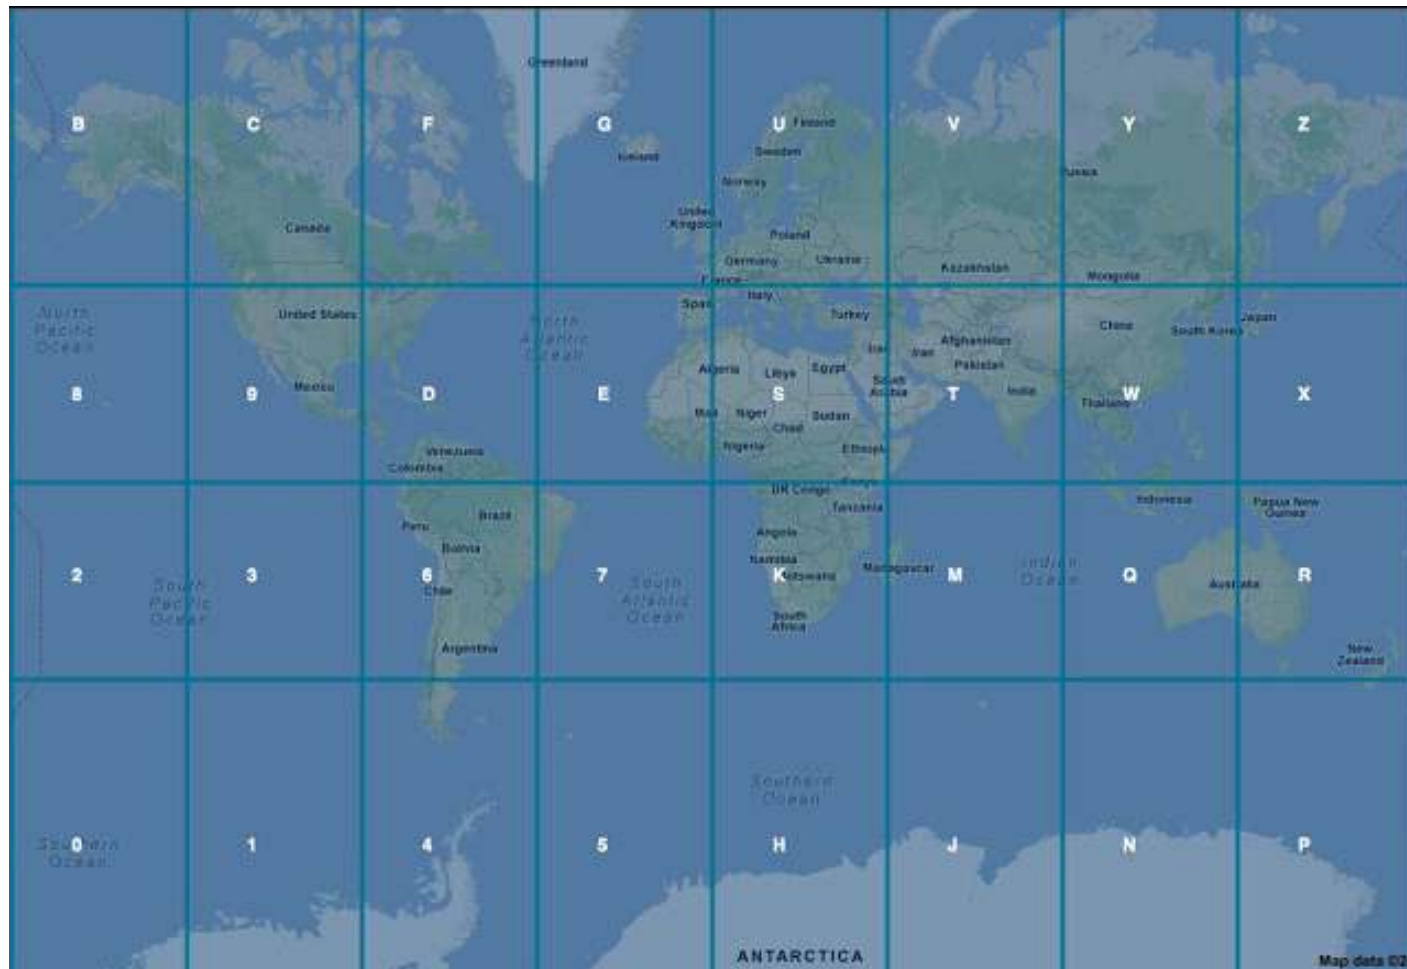 Greenland
B C F G U Finland V Y Z
Iceland
Sweden
Russia
Norway
United
Kingdom
Canada
Poland
Germany
Ukraine
Kazakhstan
Mongolia
France
Italy
Spain
North
Pacific
Ocean
United States
North
Atlantic
Ocean
Turkey
China
South Korea
Japan
Afghanistan
Iraq
Iran
Pakistan
Algeria
Libya
Egypt
Mexico
Saudi
Arabia
India
8 9 D E S T W X
Thailand
Mali
Niger
Sudan
Chad
Nigeria
Ethiopia
Venezuela
Colombia
Kenya
DR Congo
Indonesia
Papua New
Guinea
Tanzania
Brazil
Peru
Angola
Bolivia
Namibia
Madagascar
Indian
Ocean
2 3 6 7 K M Q R
Botswana
South
Pacific
Ocean
Chile
South
Atlantic
Ocean
Australia
South
Africa
Argentina
New
Zealand
Southern
Ocean
Southern
Ocean
0 1 4 5 H J N P
ANTARCTICA
Map data ©2